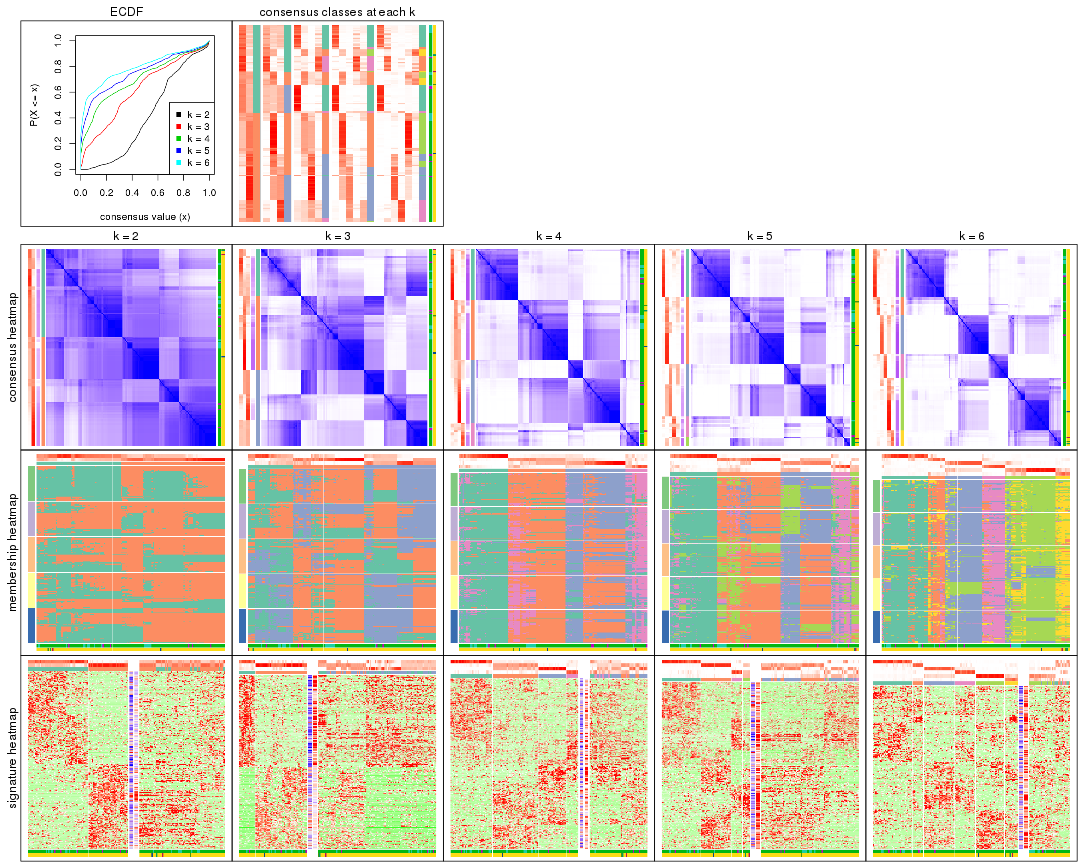 ECDF
consensus classes at each k
P(X <= x)
0.0 0.2 0.4 0.6 0.8 1.0
k = 2
k = 3
k = 4
k = 5
k = 6
0.0 0.2 0.4 0.6 0.8 1.0
consensus value (x)
k = 2 k = 3 k = 4 k = 5 k = 6
consensus heatmap
membership heatmap
signature heatmap